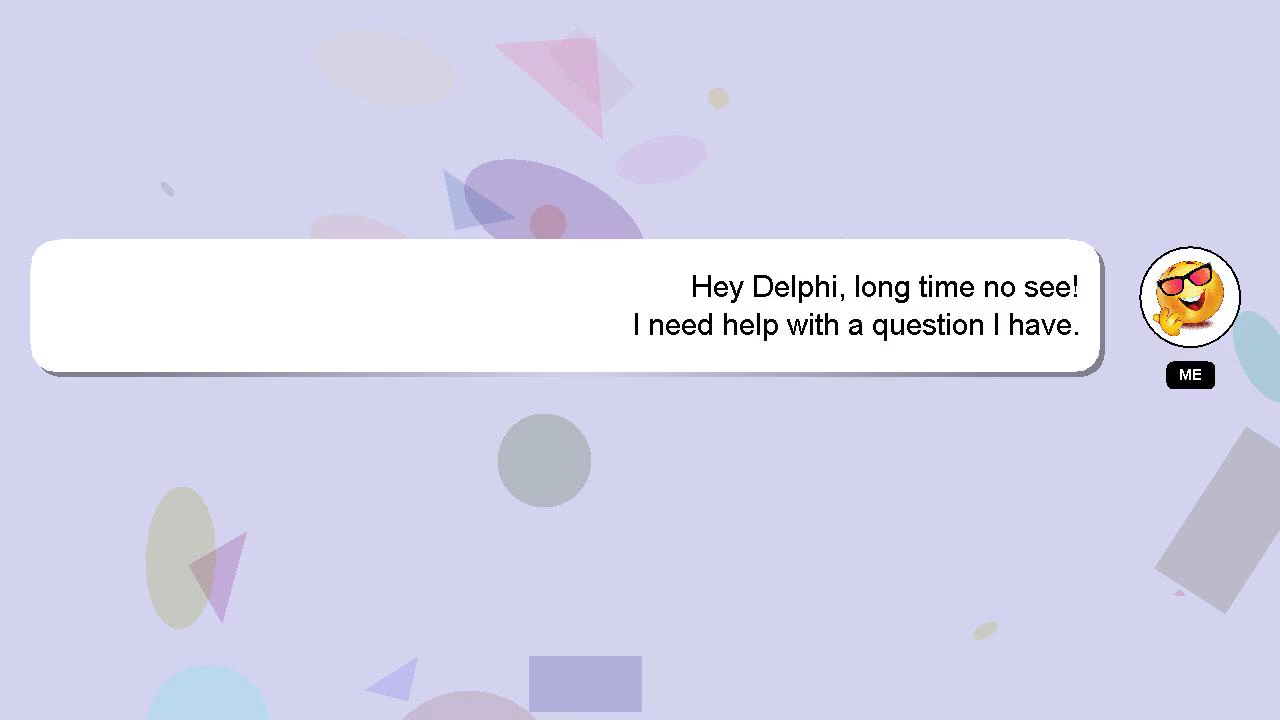 Hey Delphi, long time no see!
I need help with a question I have.
ME